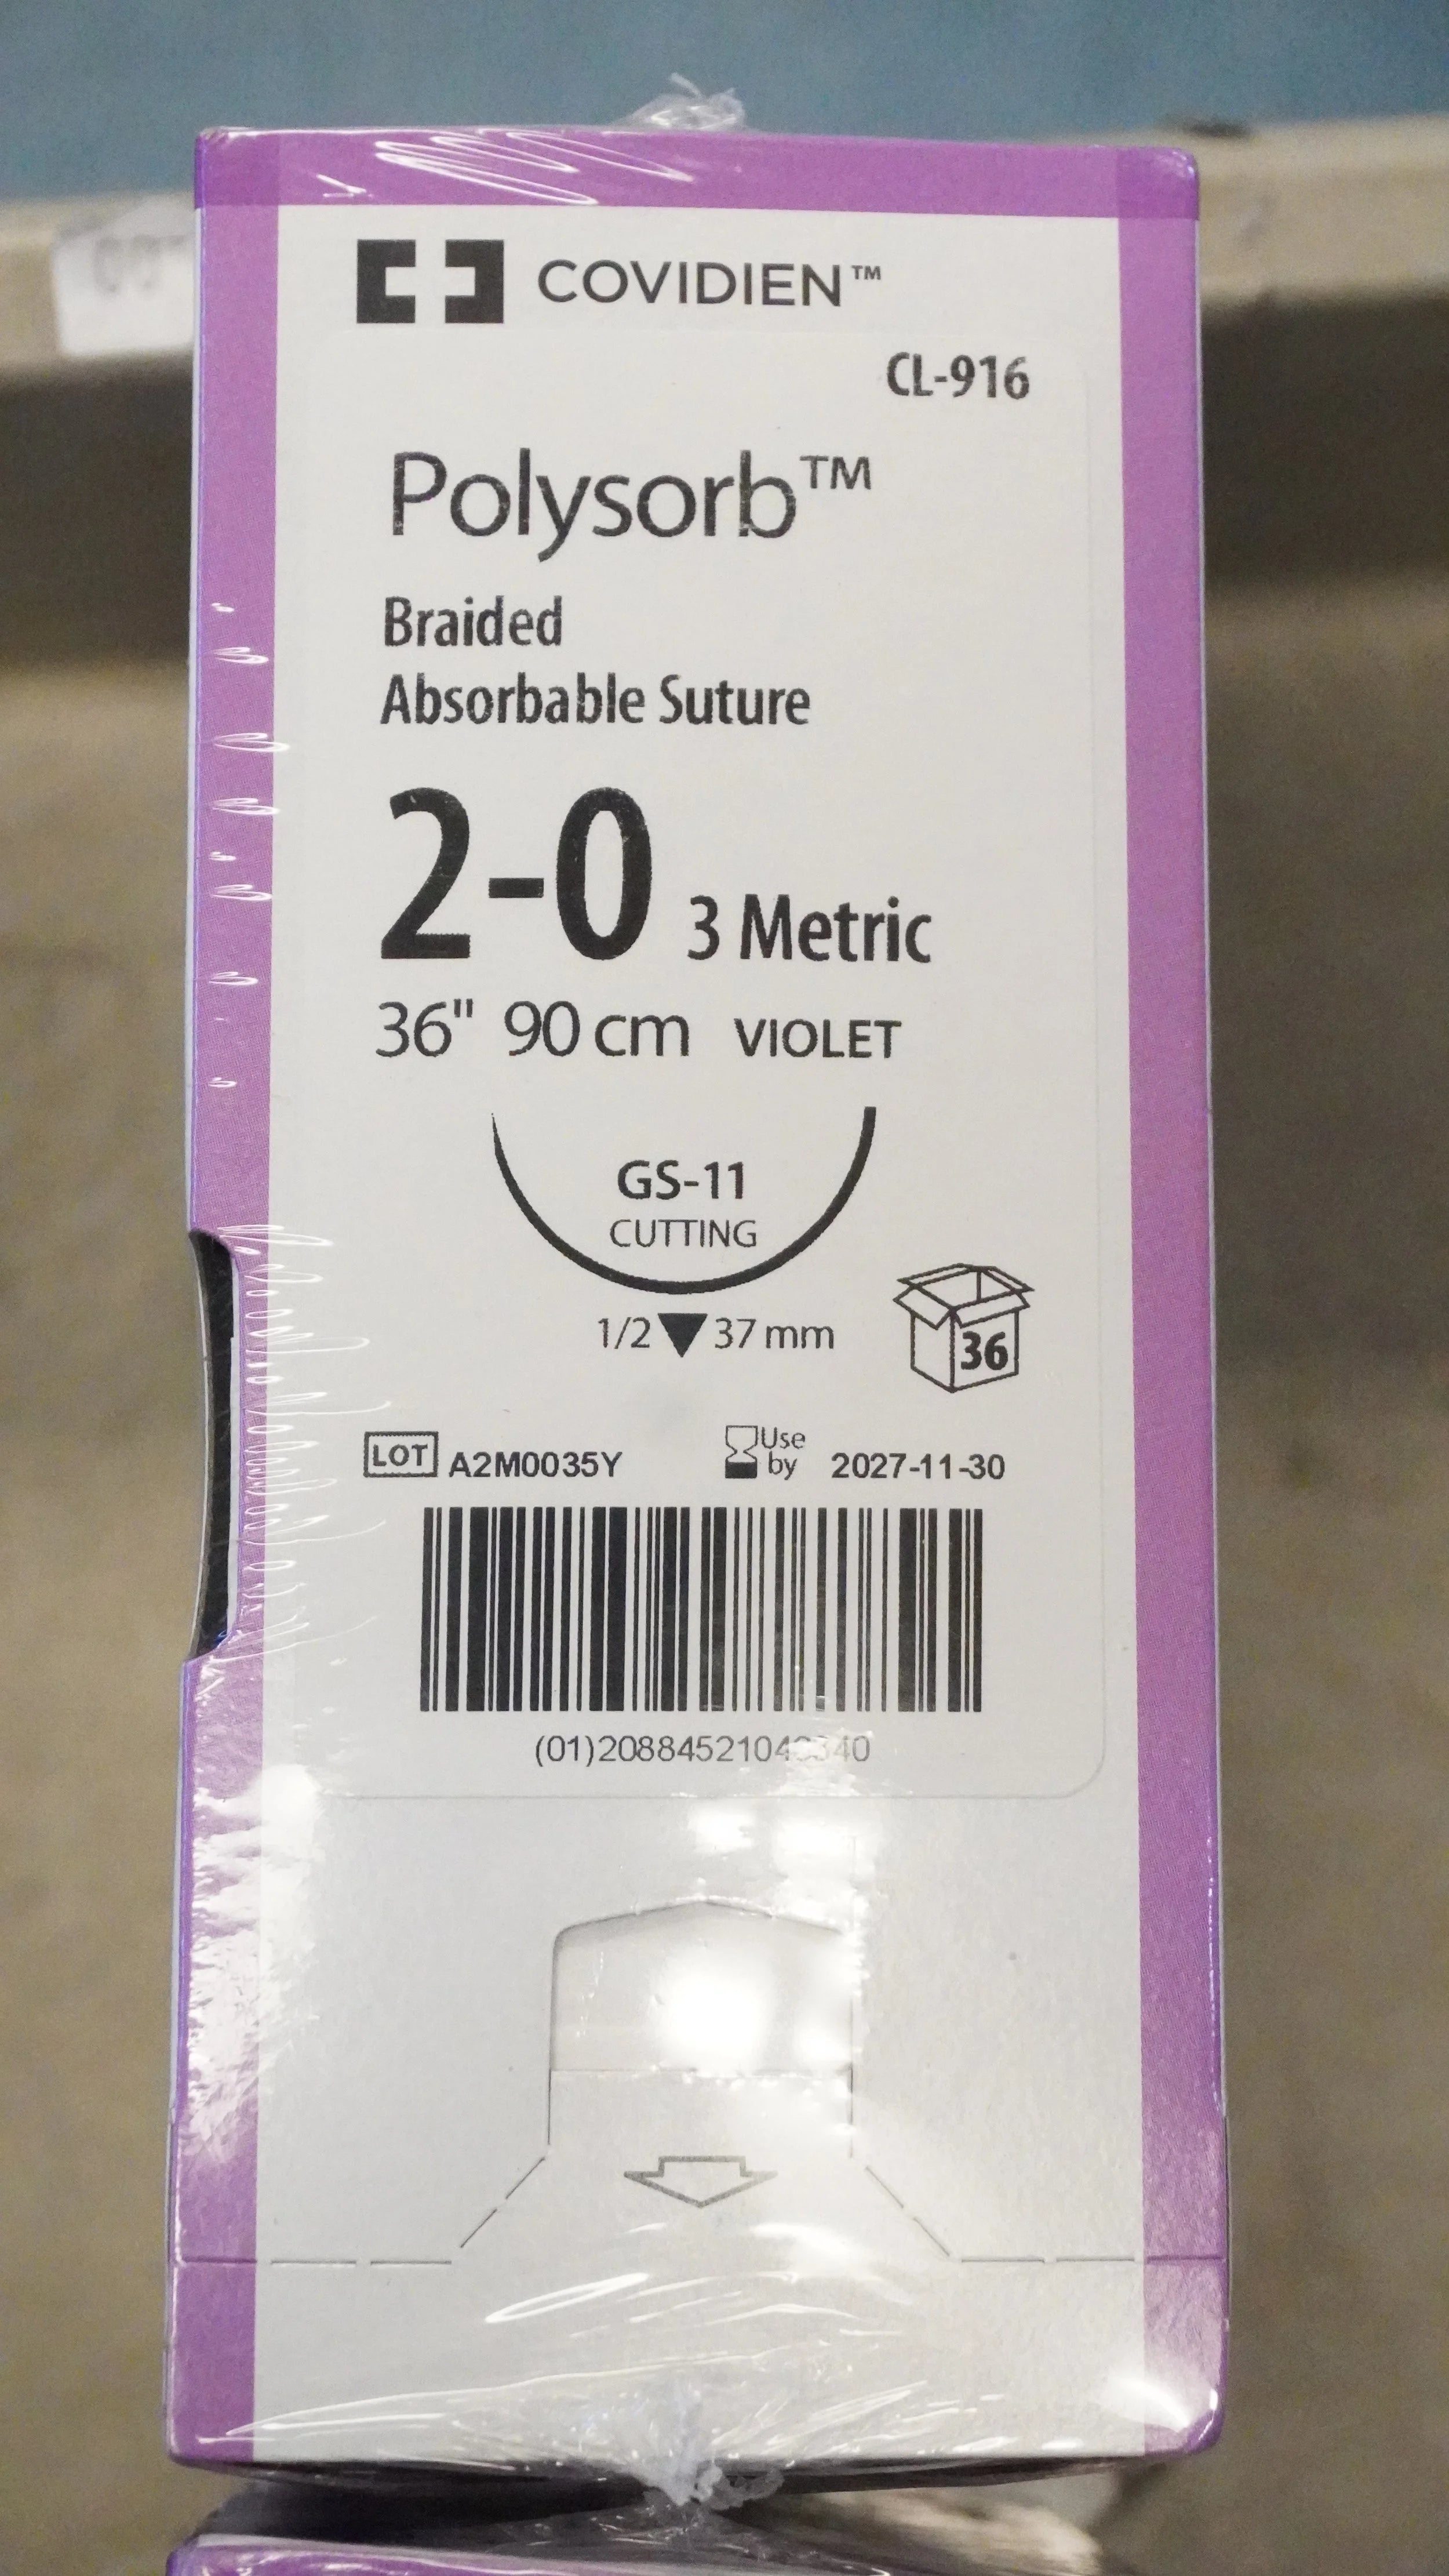 COVIDIEN™
CL-916
Polysorb™
Braided
Absorbable Suture
2-0 3 Metric
36" 90 cm VIOLET
GS-11
CUTTING
1/2 37 mm
36
LOT A2M0035Y
Use by 2027-11-30